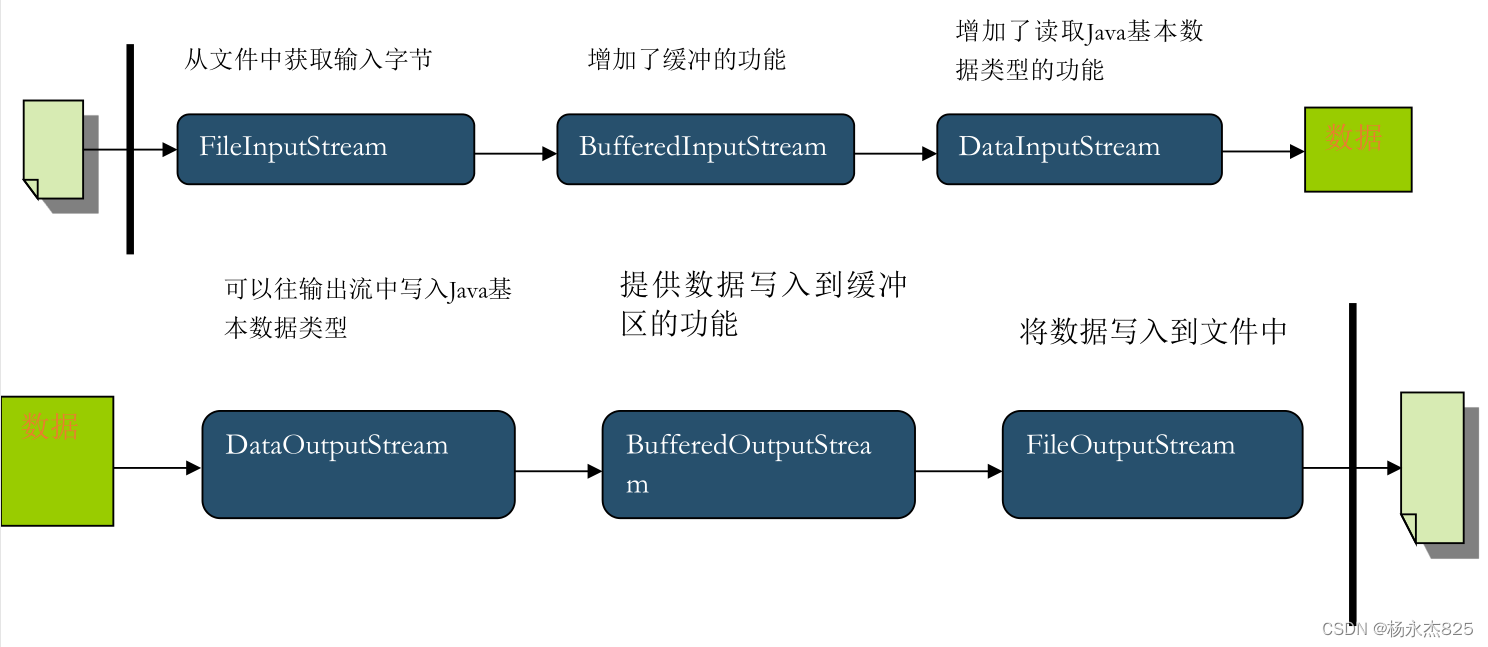 从文件中获取输入字节
增加了缓冲的功能
增加了读取Java基本数
据类型的功能
FileInputStream
BufferedInputStream
DataInputStream
数据
可以往输出流中写入Java基
本数据类型
提供数据写入到缓冲
区的功能
将数据写入到文件中
数据
DataOutputStream
BufferedOutputStrea
m
FileOutputStream
CSDN @杨永杰825